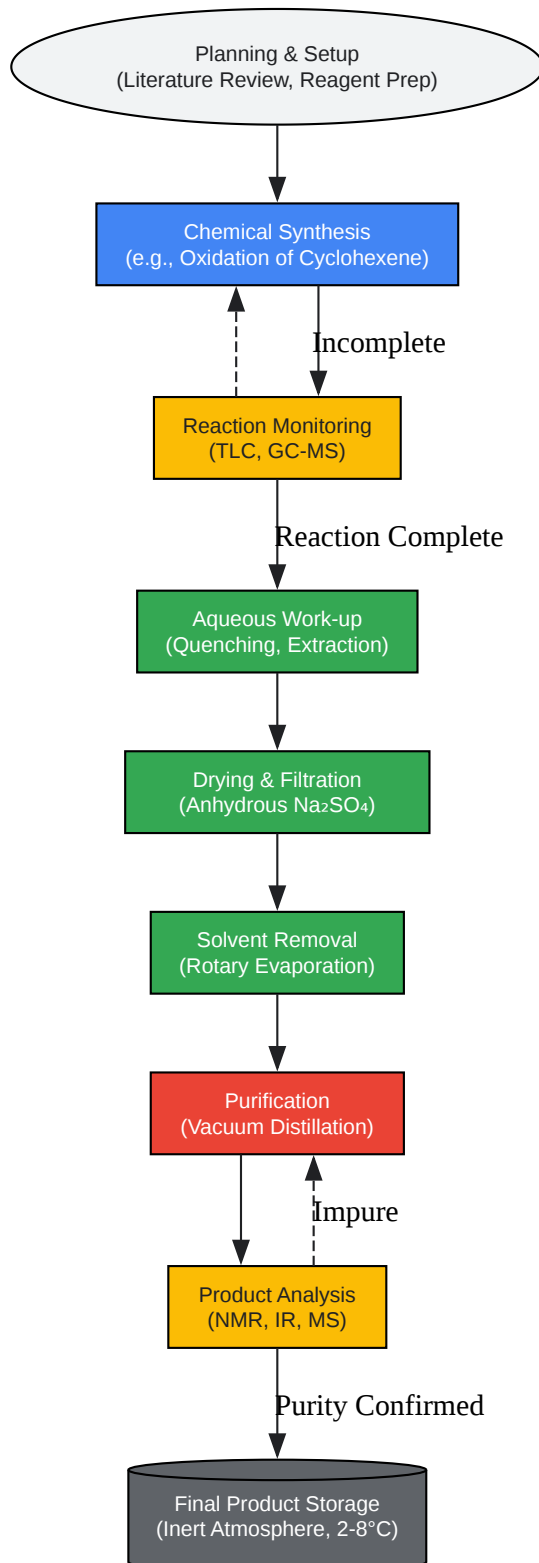 Planning & Setup
(Literature Review, Reagent Prep)
Chemical Synthesis
(e.g., Oxidation of Cyclohexene)
Incomplete
Reaction Monitoring
(TLC, GC-MS)
Reaction Complete
Aqueous Work-up
(Quenching, Extraction)
Drying & Filtration
(Anhydrous Na₂SO₄)
Solvent Removal
(Rotary Evaporation)
Purification
(Vacuum Distillation)
Impure
Product Analysis
(NMR, IR, MS)
Purity Confirmed
Final Product Storage
(Inert Atmosphere, 2-8°C)